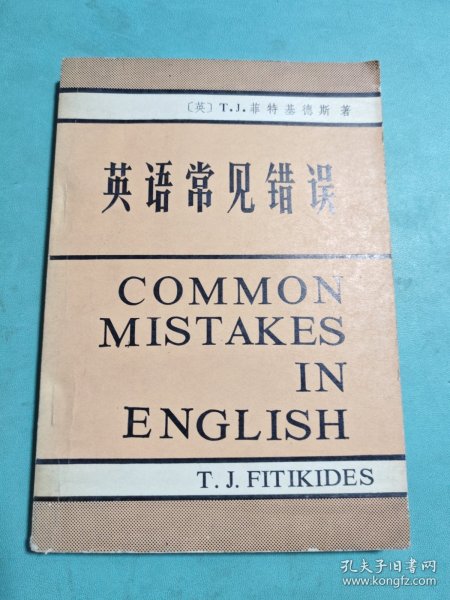 〔英〕T.J.菲特基德斯 著
英语常见错误
COMMON
MISTAKES
IN
ENGLISH
T. J. FITIKIDES
孔夫子旧书网
www.kongfz.com